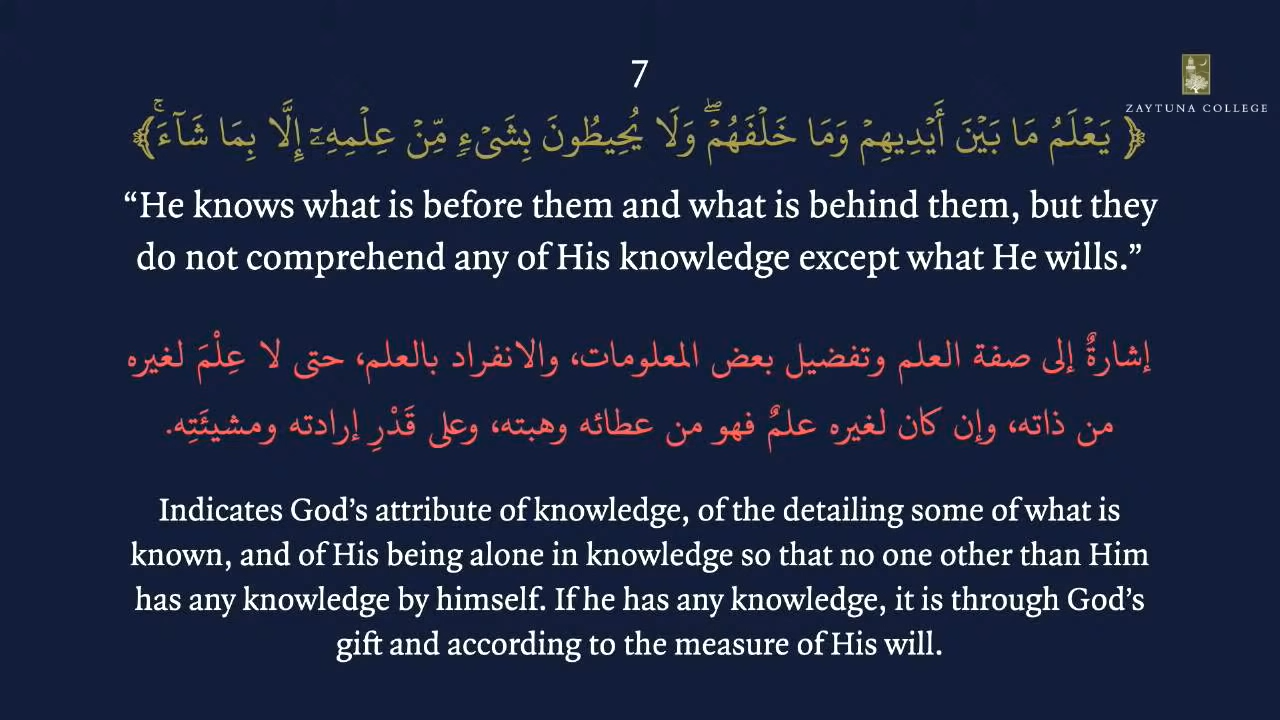 7
ZAYTUNA COLLEGE
﴿ يَعْلَمُ مَا بَيْنَ أَيْدِيهِمْ وَمَا خَلْفَهُمْ ۖ وَلَا يُحِيطُونَ بِشَىْءٍ مِّنْ عِلْمِهِۦٓ إِلَّا بِمَا شَآءَ ۚ ﴾
“He knows what is before them and what is behind them, but they
do not comprehend any of His knowledge except what He wills.”
إشارةٌ إلى صفة العلم وتفضيل بعض المعلومات، والانفراد بالعلم، حتى لا عِلْمَ لغيره
من ذاته، وإن كان لغيره علمٌ فهو من عطائه وهبته، وعلى قَدْرِ إرادته ومشيئَتِه.
Indicates God’s attribute of knowledge, of the detailing some of what is
known, and of His being alone in knowledge so that no one other than Him
has any knowledge by himself. If he has any knowledge, it is through God’s
gift and according to the measure of His will.